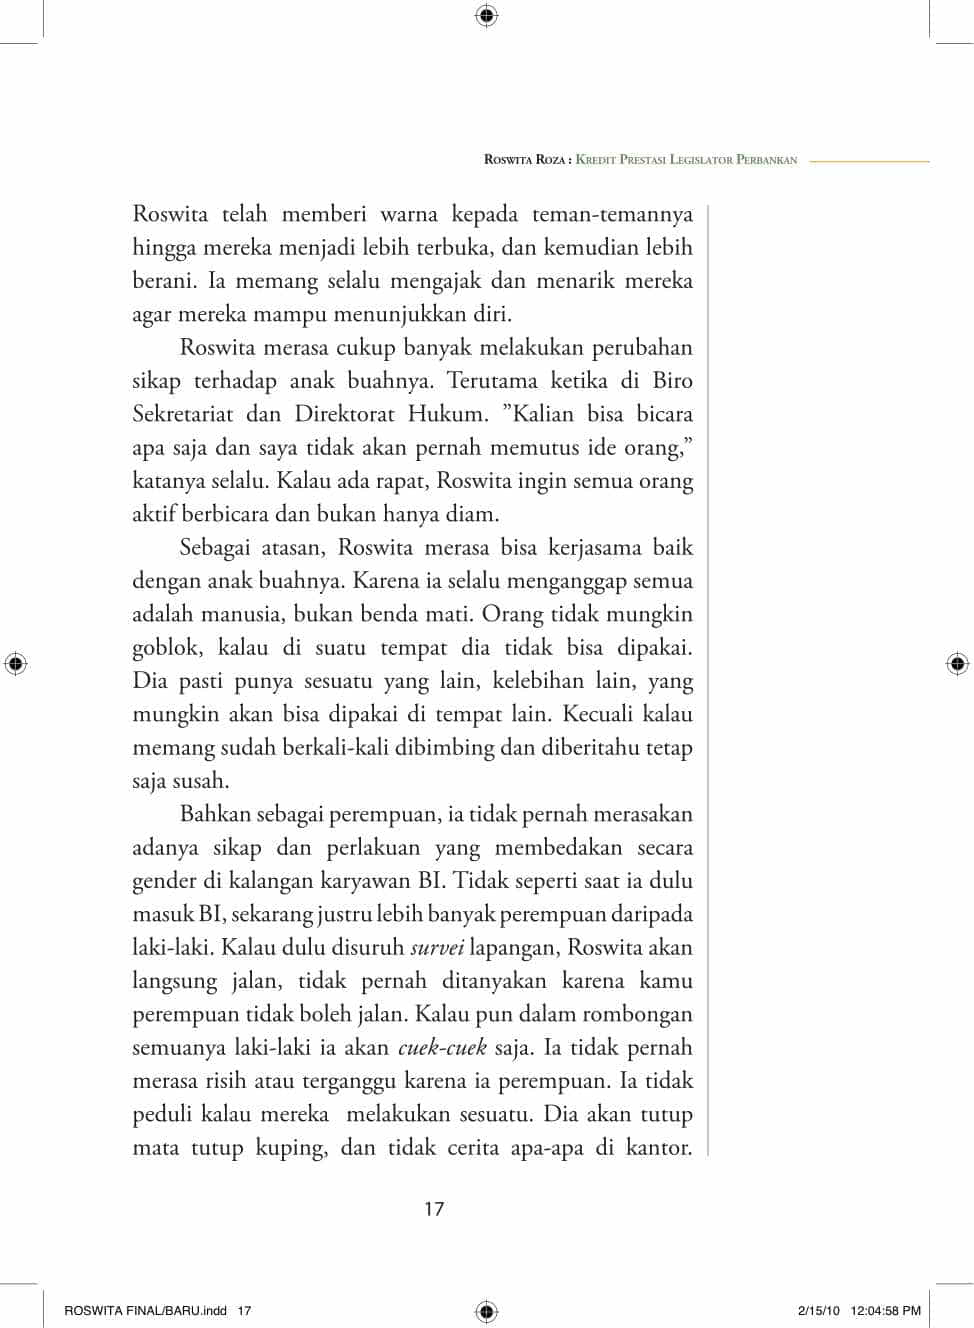 Roswita Roza : Kredit Prestasi Legislator Perbankan
Roswita telah memberi warna kepada teman-temannya
hingga mereka menjadi lebih terbuka, dan kemudian lebih
berani. Ia memang selalu mengajak dan menarik mereka
agar mereka mampu menunjukkan diri.
Roswita merasa cukup banyak melakukan perubahan
sikap terhadap anak buahnya. Terutama ketika di Biro
Sekretariat dan Direktorat Hukum. ”Kalian bisa bicara
apa saja dan saya tidak akan pernah memutus ide orang,”
katanya selalu. Kalau ada rapat, Roswita ingin semua orang
aktif berbicara dan bukan hanya diam.
Sebagai atasan, Roswita merasa bisa kerjasama baik
dengan anak buahnya. Karena ia selalu menganggap semua
adalah manusia, bukan benda mati. Orang tidak mungkin
goblok, kalau di suatu tempat dia tidak bisa dipakai.
Dia pasti punya sesuatu yang lain, kelebihan lain, yang
mungkin akan bisa dipakai di tempat lain. Kecuali kalau
memang sudah berkali-kali dibimbing dan diberitahu tetap
saja susah.
Bahkan sebagai perempuan, ia tidak pernah merasakan
adanya sikap dan perlakuan yang membedakan secara
gender di kalangan karyawan BI. Tidak seperti saat ia dulu
masuk BI, sekarang justru lebih banyak perempuan daripada
laki-laki. Kalau dulu disuruh survei lapangan, Roswita akan
langsung jalan, tidak pernah ditanyakan karena kamu
perempuan tidak boleh jalan. Kalau pun dalam rombongan
semuanya laki-laki ia akan cuek-cuek saja. Ia tidak pernah
merasa risih atau terganggu karena ia perempuan. Ia tidak
peduli kalau mereka  melakukan sesuatu. Dia akan tutup
mata tutup kuping, dan tidak cerita apa-apa di kantor.
17
ROSWITA FINAL/BARU.indd 17
2/15/10 12:04:58 PM